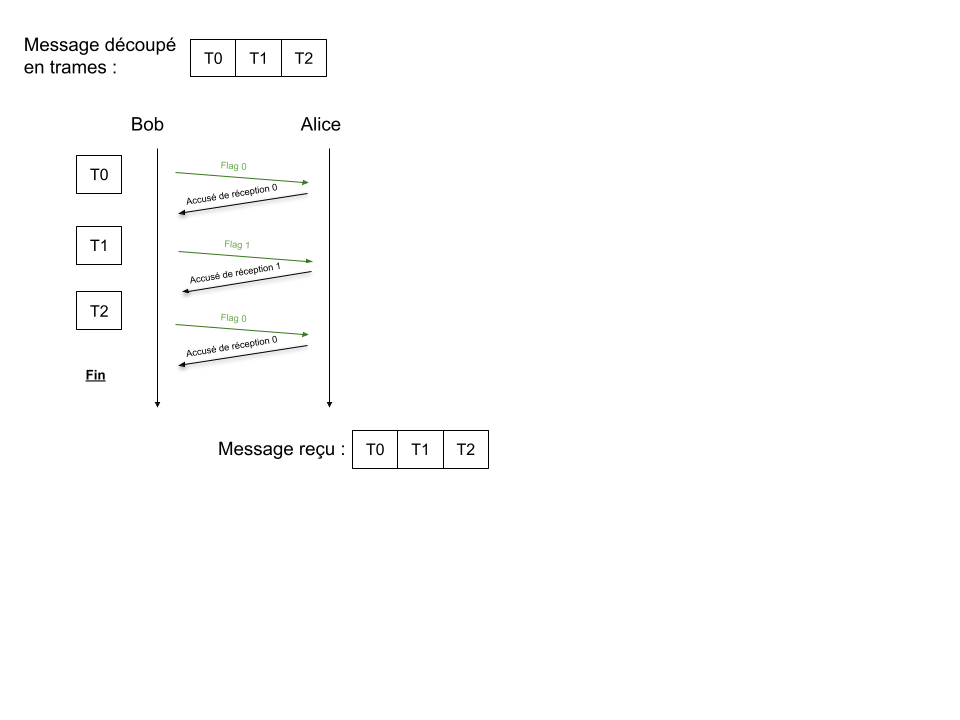 Message découpé
en trames :
T0 T1 T2
Bob Alice
T0
Flag 0
Accusé de réception 0
T1
Flag 1
Accusé de réception 1
T2
Flag 0
Accusé de réception 0
Fin
Message reçu : T0 T1 T2